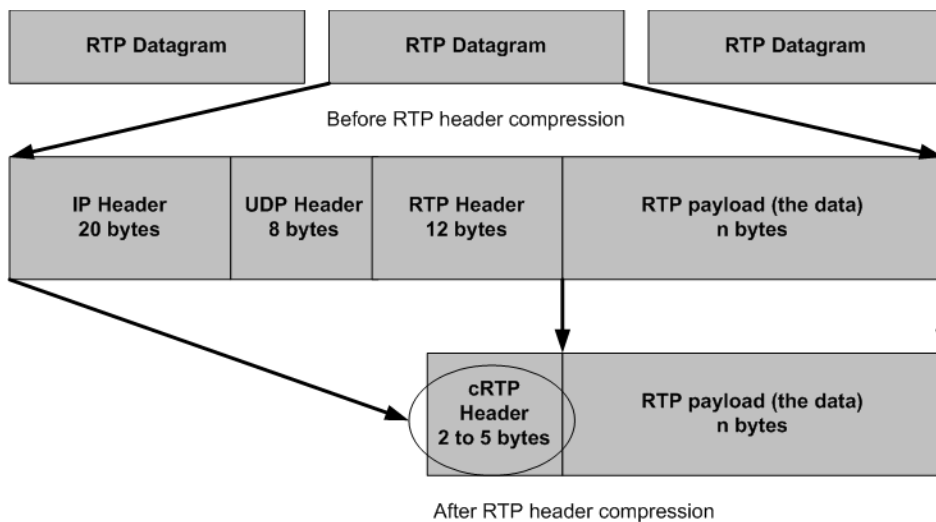 RTP Datagram
RTP Datagram
RTP Datagram
Before RTP header compression
IP Header
20 bytes
UDP Header
8 bytes
RTP Header
12 bytes
RTP payload (the data)
n bytes
cRTP
Header
2 to 5 bytes
RTP payload (the data)
n bytes
After RTP header compression